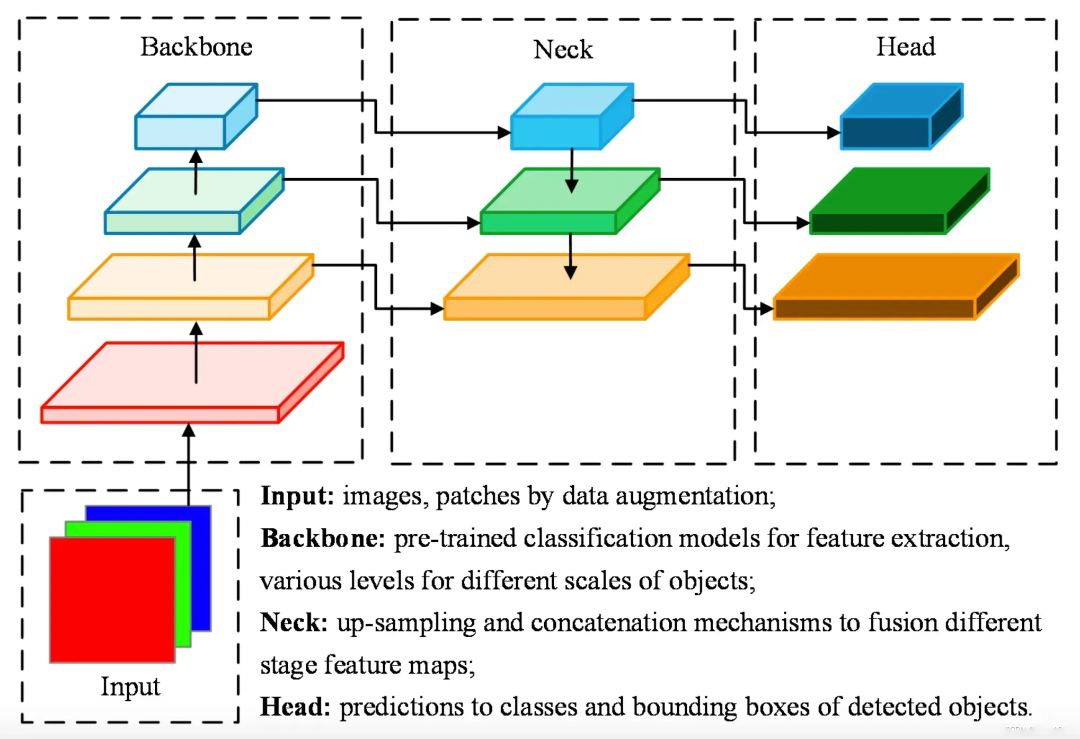 Backbone
Neck
Head
Input
Input: images, patches by data augmentation;
Backbone: pre-trained classification models for feature extraction,
various levels for different scales of objects;
Neck: up-sampling and concatenation mechanisms to fusion different
stage feature maps;
Head: predictions to classes and bounding boxes of detected objects.